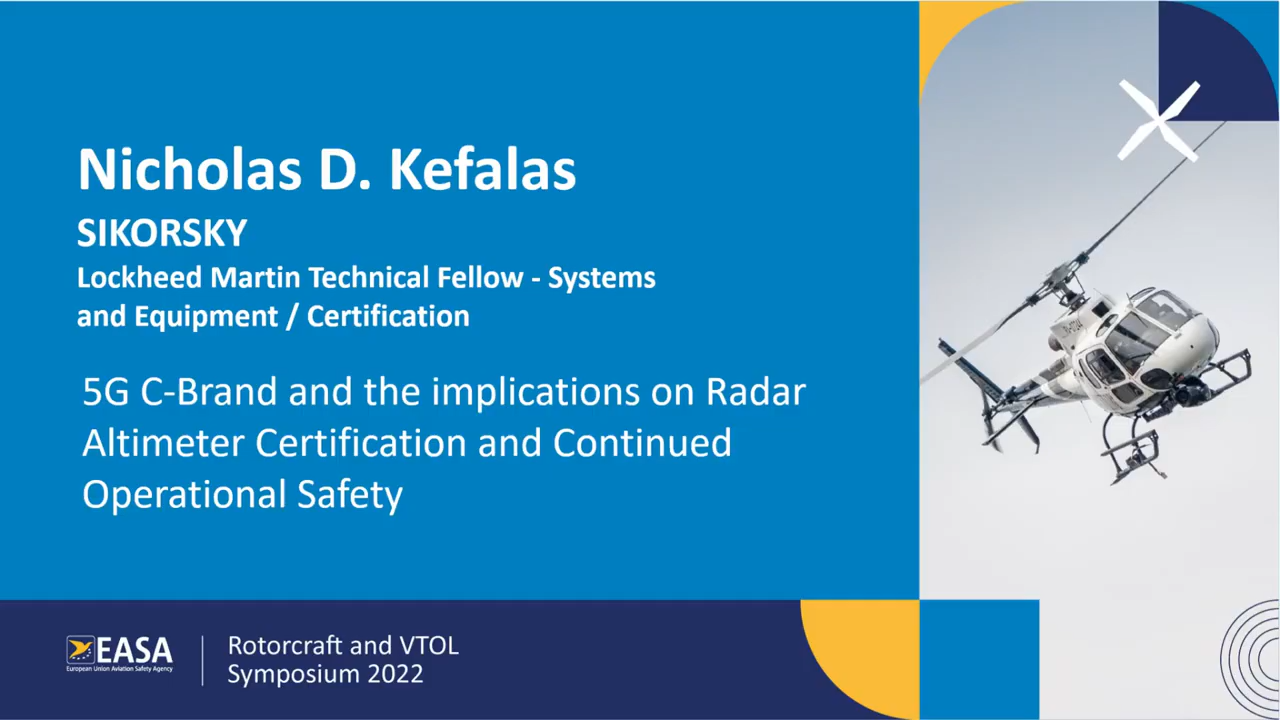 Nicholas D. Kefalas
SIKORSKY
Lockheed Martin Technical Fellow - Systems
and Equipment / Certification
5G C-Brand and the implications on Radar
Altimeter Certification and Continued
Operational Safety
EASA
European Union Aviation Safety Agency
Rotorcraft and VTOL
Symposium 2022